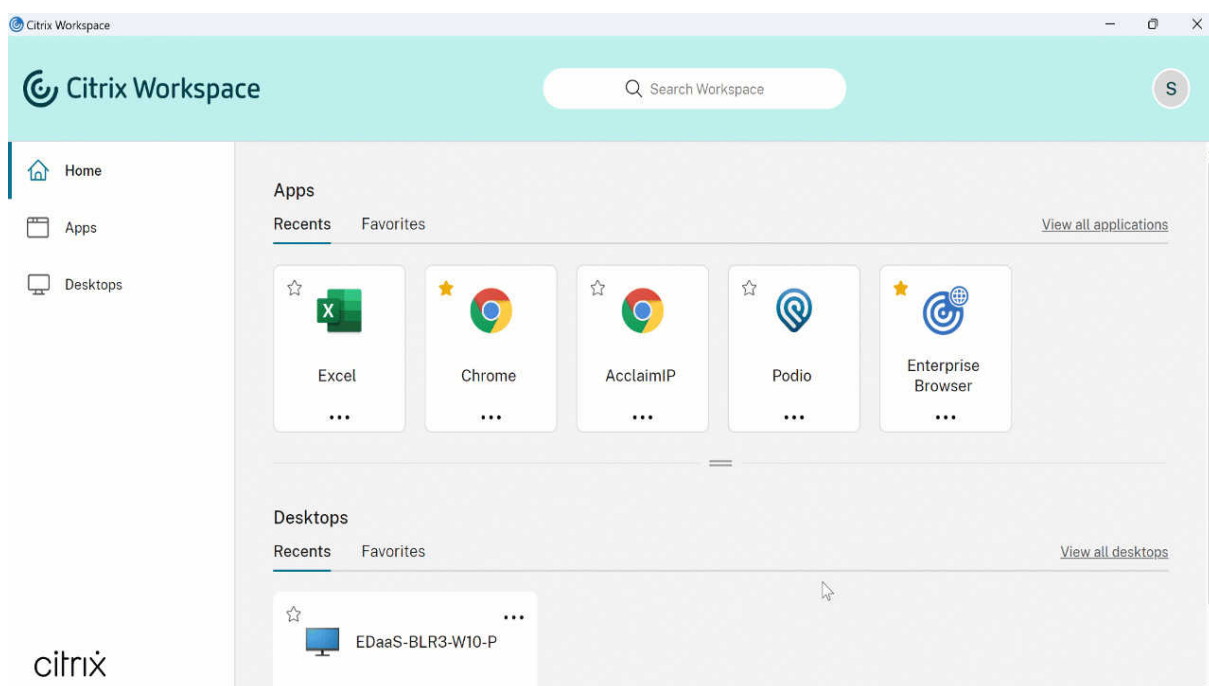 Citrix Workspace
Citrix Workspace
Search Workspace
S
Home
Apps
Desktops
Apps
Recents Favorites
View all applications
X
Excel
Chrome
AcclaimIP
Podio
Enterprise
Browser
Desktops
Recents Favorites
View all desktops
EDaaS-BLR3-W10-P
citrix